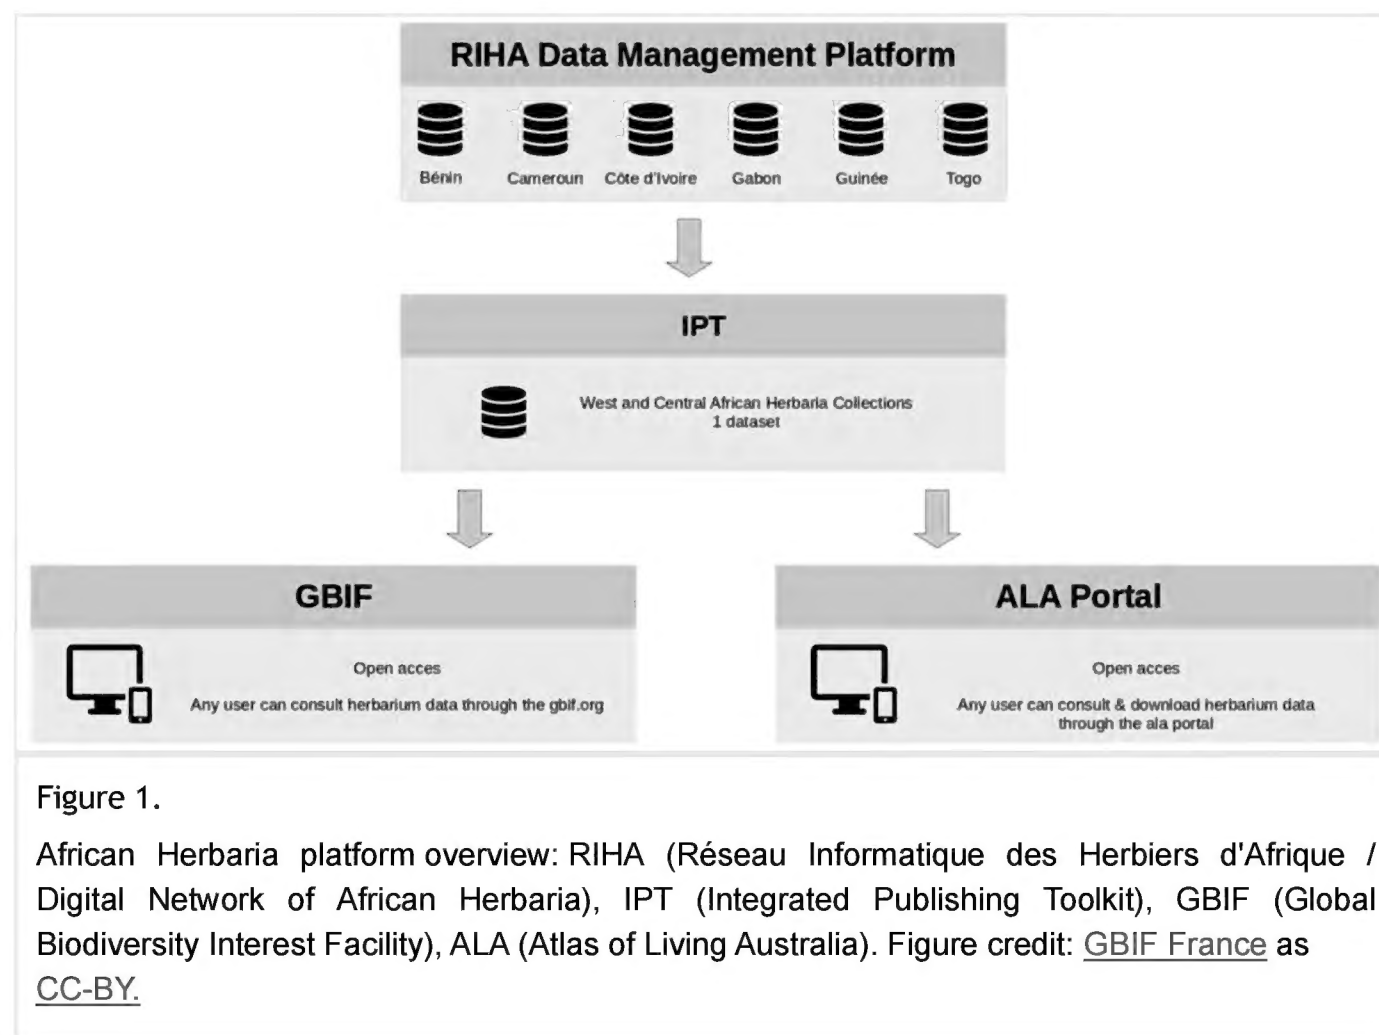 RIHA Data Management Platform
Bénin Cameroun Côte d'Ivoire Gabon Guinée Togo
IPT
West and Central African Herbaria Collections
1 dataset
GBIF
Open acces
Any user can consult herbarium data through the gbif.org
ALA Portal
Open acces
Any user can consult & download herbarium data
through the ala portal
Figure 1.
African Herbaria platform overview: RIHA (Réseau Informatique des Herbiers d'Afrique /
Digital Network of African Herbaria), IPT (Integrated Publishing Toolkit), GBIF (Global
Biodiversity Interest Facility), ALA (Atlas of Living Australia). Figure credit: GBIF France as
CC-BY.